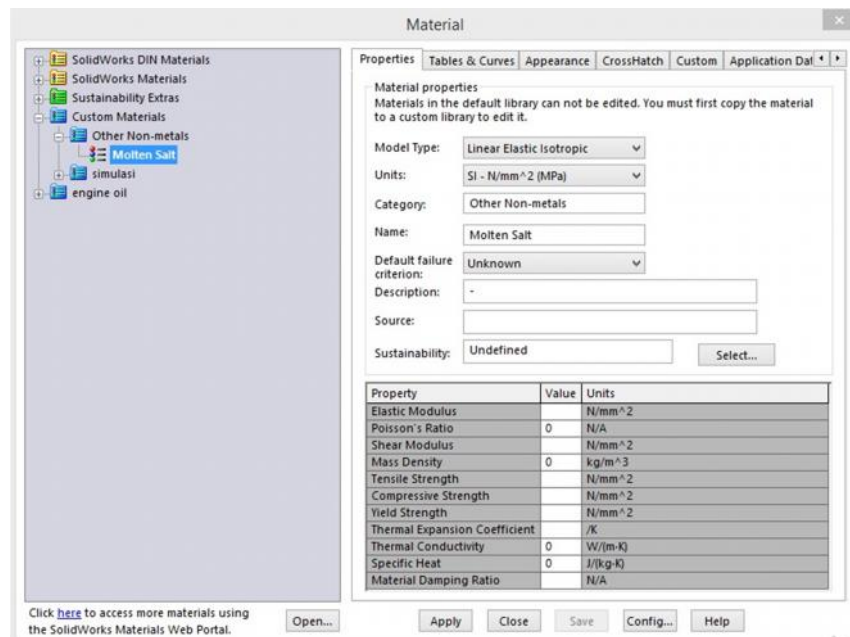 Material
SolidWorks DIN Materials
SolidWorks Materials
Sustainability Extras
Custom Materials
Other Non-metals
Molten Salt
simulasi
engine oil
Click here to access more materials using
the SolidWorks Materials Web Portal.
Open...
Properties Tables & Curves Appearance CrossHatch Custom Application Dat
Material properties
Materials in the default library can not be edited. You must first copy the material
to a custom library to edit it.
Model Type: Linear Elastic Isotropic
Units: SI - N/mm^2 (MPa)
Category: Other Non-metals
Name: Molten Salt
Default failure
criterion: Unknown
Description: -
Source:
Sustainability: Undefined Select...
Property Value Units
Elastic Modulus N/mm^2
Poisson's Ratio 0 N/A
Shear Modulus N/mm^2
Mass Density 0 kg/m^3
Tensile Strength N/mm^2
Compressive Strength N/mm^2
Yield Strength N/mm^2
Thermal Expansion Coefficient /K
Thermal Conductivity 0 W/(m·K)
Specific Heat 0 J/(kg·K)
Material Damping Ratio N/A
Apply Close Save Config... Help